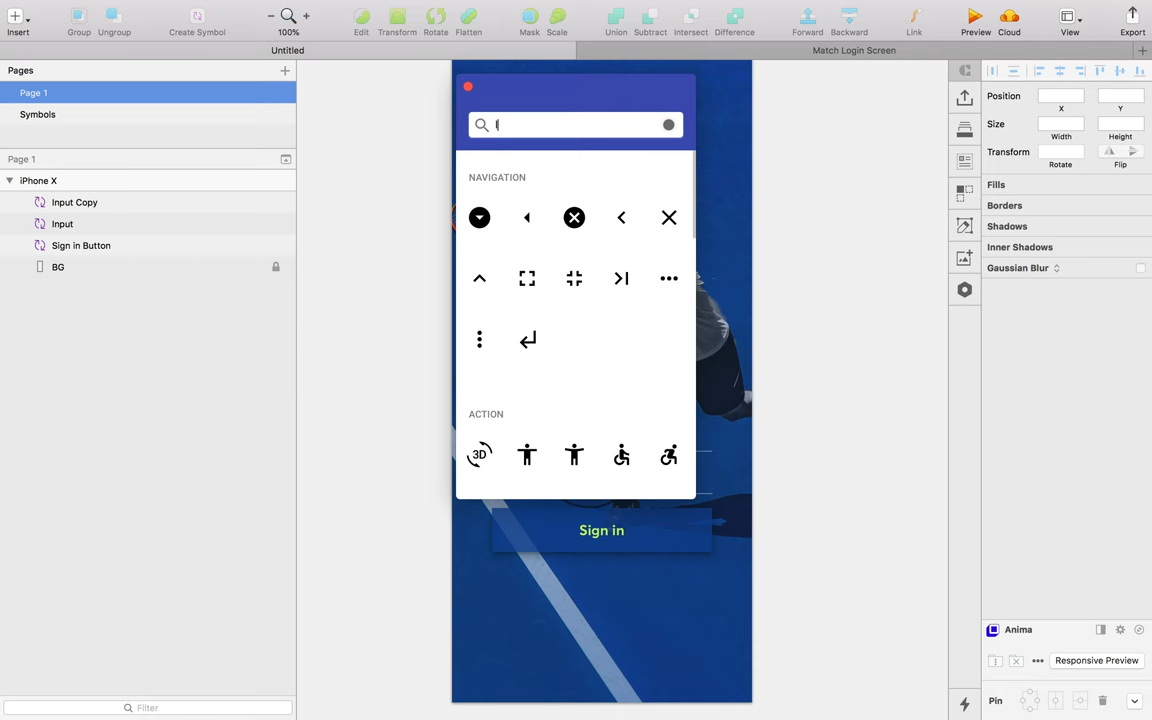 Insert
Group
Ungroup
Create Symbol
100%
Edit
Transform
Rotate
Flatten
Mask
Scale
Union
Subtract
Intersect
Difference
Forward
Backward
Link
Preview
Cloud
View
Export
Untitled
Match Login Screen
Pages
Page 1
Symbols
Page 1
iPhone X
Input Copy
Input
Sign in Button
BG
Filter
NAVIGATION
ACTION
3D
Sign in
Position
X
Y
Size
Width
Height
Transform
Rotate
Flip
Fills
Borders
Shadows
Inner Shadows
Gaussian Blur
Anima
Responsive Preview
Pin